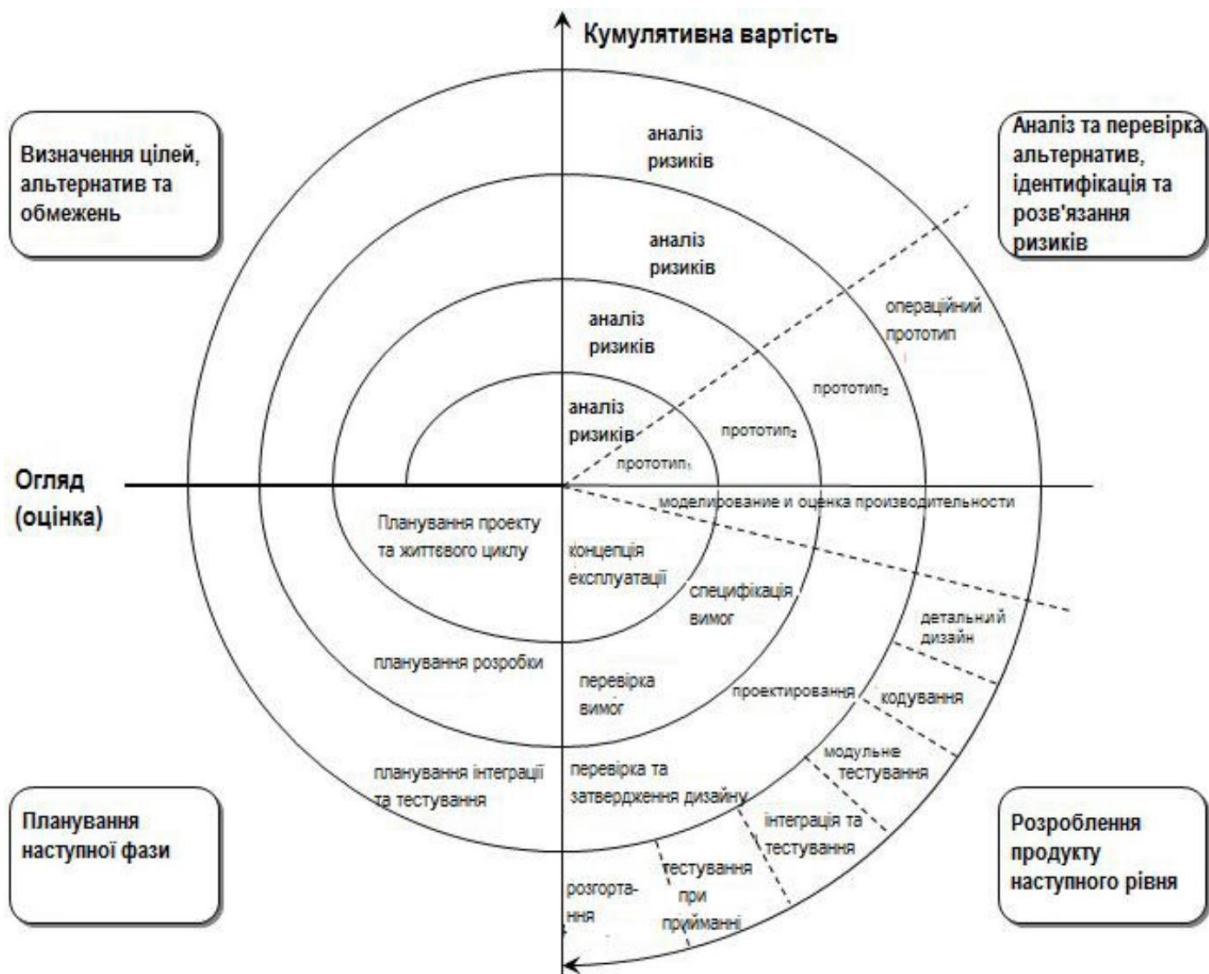 Кумулятивна вартість
Визначення цілей,
альтернатив та
обмежень
Аналіз та перевірка
альтернатив,
ідентифікація та
розв'язання
ризиків
аналіз
ризиків
аналіз
ризиків
аналіз
ризиків
аналіз
ризиків
операційний
прототип
прототип₃
прототип₂
прототип₁
Огляд
(оцінка)
моделирование и оценка производительности
Планування проекту
та життєвого циклу
концепція
експлуатації
специфікація
вимог
детальний
дизайн
планування розробки
перевірка
вимог
проектировання
кодування
модульне
тестування
планування інтеграції
та тестування
перевірка та
затвердження дизайну
інтеграція та
тестування
тестування
при
прийманні
розгорта-
ння
Планування
наступної фази
Розроблення
продукту
наступного рівня